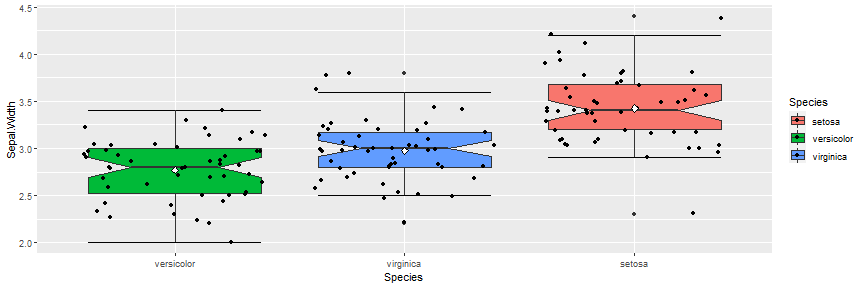 4.5
4.0
3.5
3.0
2.5
2.0
Sepal.Width
versicolor
virginica
setosa
Species
Species
setosa
versicolor
virginica